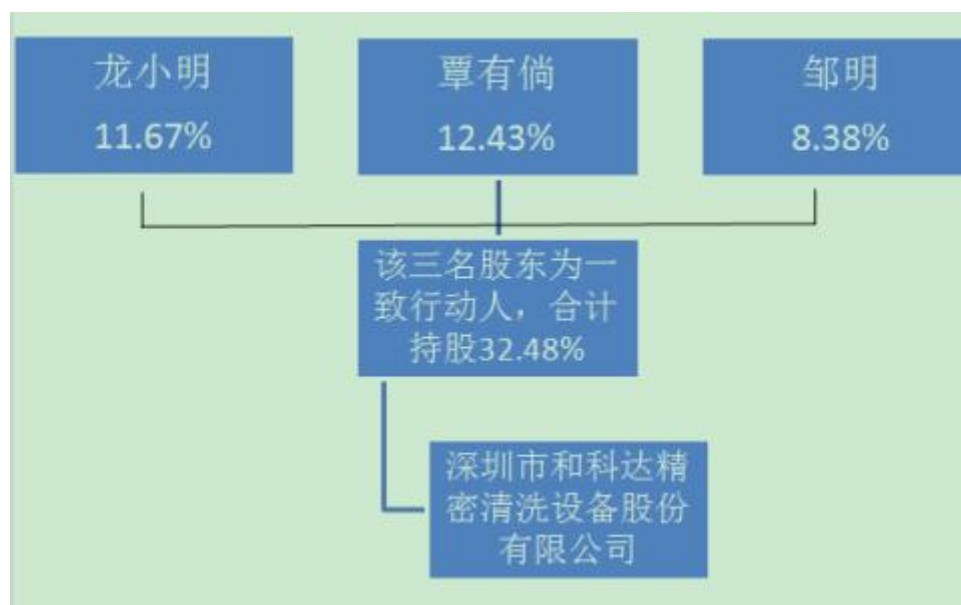 龙小明
11.67%
覃有倘
12.43%
邹明
8.38%
该三名股东为一
致行动人，合计
持股32.48%
深圳市和科达精
密清洗设备股份
有限公司